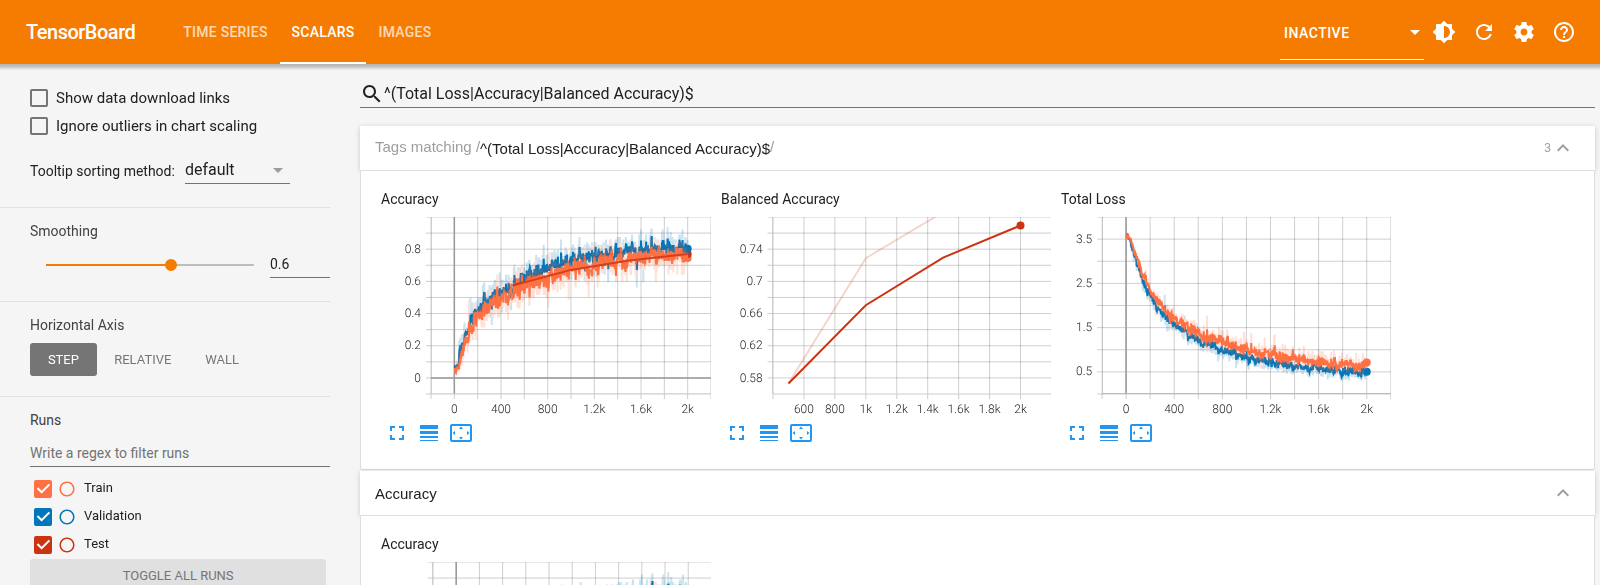 TensorBoard TIME SERIES SCALARS IMAGES INACTIVE
Show data download links
Ignore outliers in chart scaling
Tooltip sorting method: default
Smoothing
0.6
Horizontal Axis
STEP RELATIVE WALL
Runs
Write a regex to filter runs
Train
Validation
Test
TOGGLE ALL RUNS
^(Total Loss|Accuracy|Balanced Accuracy)$
Tags matching /^(Total Loss|Accuracy|Balanced Accuracy)$/ 3
Accuracy
0.8
0.6
0.4
0.2
0
0 400 800 1.2k 1.6k 2k
Balanced Accuracy
0.74
0.7
0.66
0.62
0.58
600 800 1k 1.2k 1.4k 1.6k 1.8k 2k
Total Loss
3.5
2.5
1.5
0.5
0 400 800 1.2k 1.6k 2k
Accuracy
Accuracy